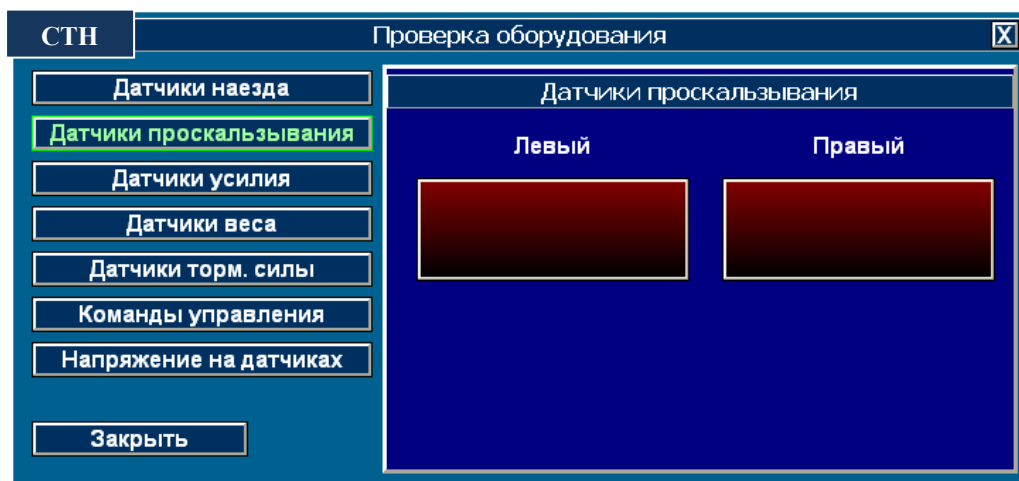 СТН
Проверка оборудования
X
Датчики наезда
Датчики проскальзывания
Датчики усилия
Датчики веса
Датчики торм. силы
Команды управления
Напряжение на датчиках
Закрыть
Датчики проскальзывания
Левый
Правый